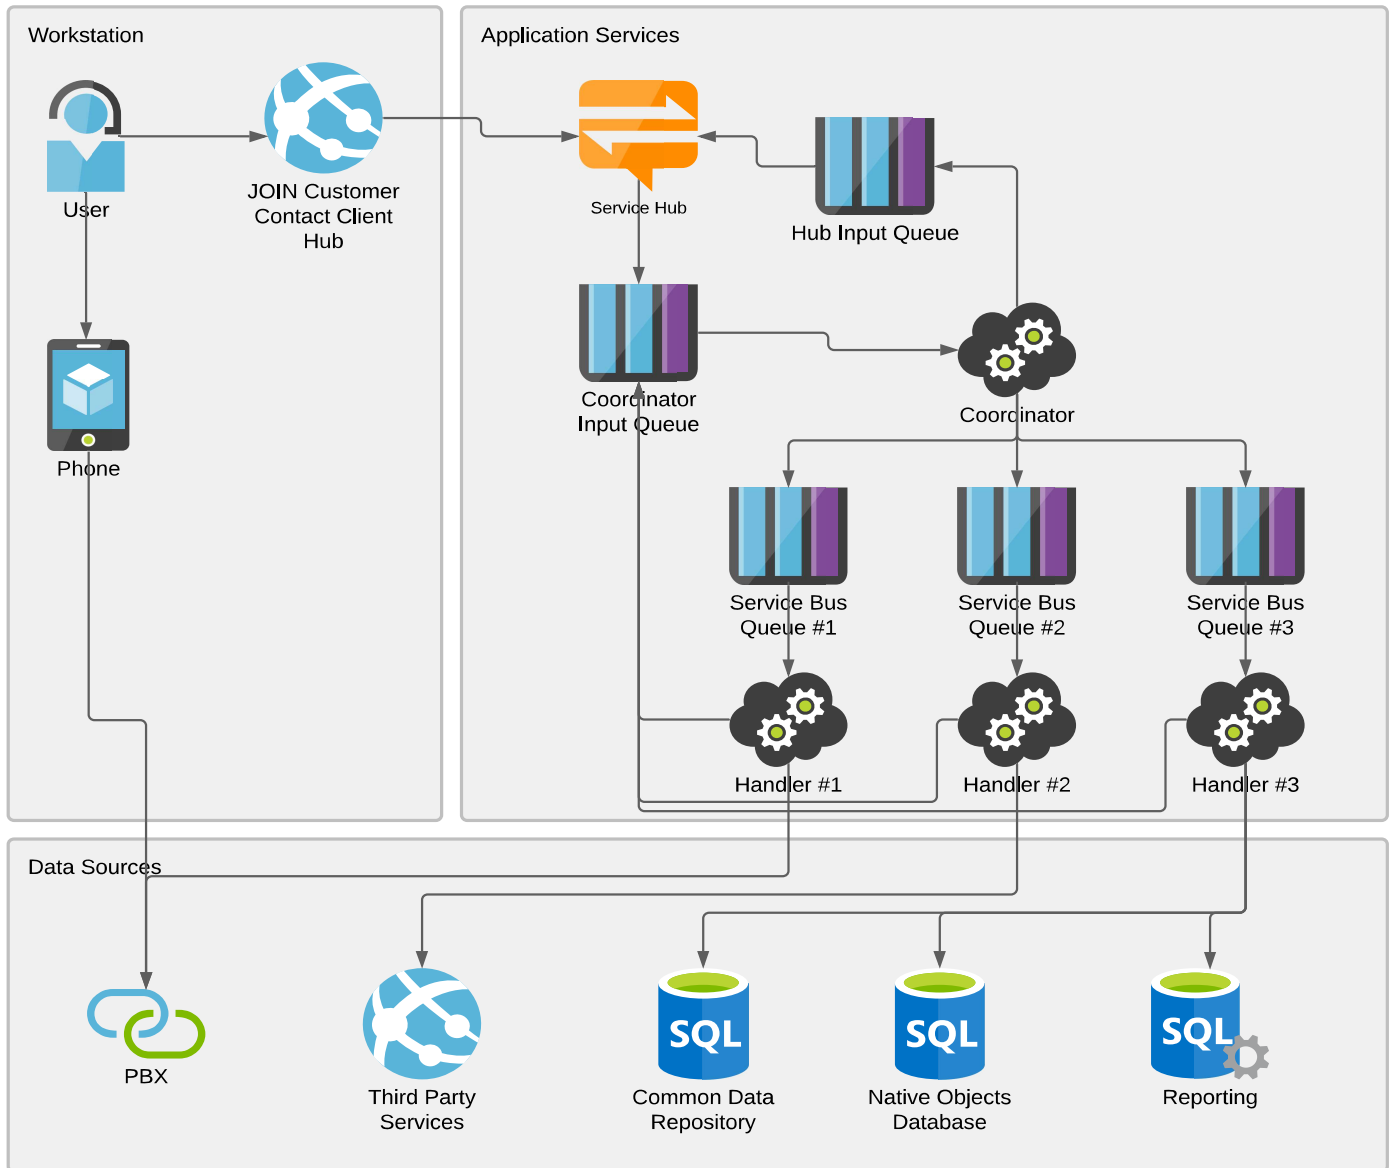 Workstation
Application Services
User
JOIN Customer
Contact Client
Hub
Service Hub
Hub Input Queue
Coordinator
Input Queue
Coordinator
Phone
Service Bus
Queue #1
Service Bus
Queue #2
Service Bus
Queue #3
Handler #1
Handler #2
Handler #3
Data Sources
SQL
SQL
SQL
PBX
Third Party
Services
Common Data
Repository
Native Objects
Database
Reporting